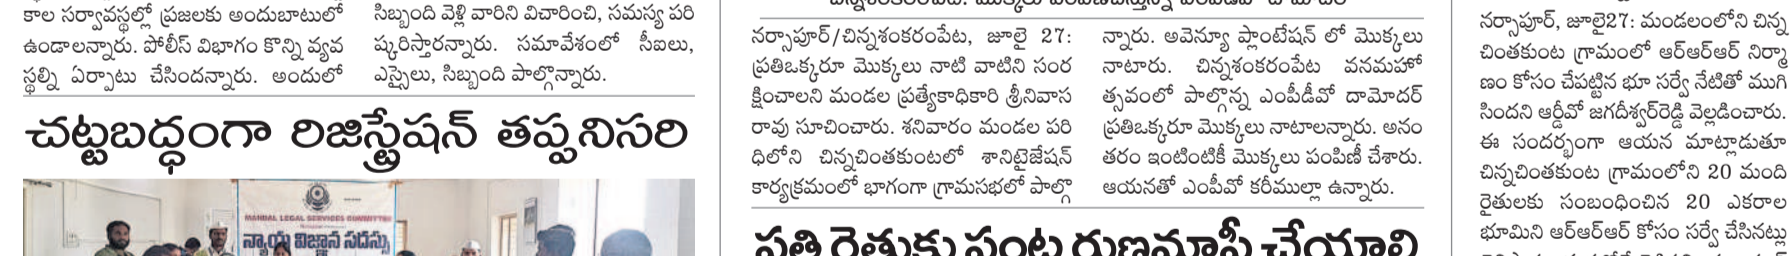 కాల సర్వావస్థల్లో ప్రజలకు అందుబాటులో
ఉండాలన్నారు. పోలీస్ విభాగం కొన్ని వ్యవ
స్థల్ని ఏర్పాటు చేసిందన్నారు. అందులో
సిబ్బంది వెళ్లి వారిని విచారించి, సమస్య పరి
ష్కరిస్తారన్నారు. సమావేశంలో సీఐలు,
ఎస్సైలు, సిబ్బంది పాల్గొన్నారు.
చట్టబద్ధంగా రిజిస్ట్రేషన్ తప్పనిసరి
MANDAL LEGAL SERVICES COMMITTEE
న్యాయ విజ్ఞాన సదస్సు
నర్సాపూర్/చిన్నశంకరంపేట, జూలై 27:
ప్రతిఒక్కరూ మొక్కలు నాటి వాటిని సంర
క్షించాలని మండల ప్రత్యేకాధికారి శ్రీనివాస
రావు సూచించారు. శనివారం మండల పరి
ధిలోని చిన్నచింతకుంటలో శానిటైజేషన్
కార్యక్రమంలో భాగంగా గ్రామసభలో పాల్గొ
న్నారు. అవెన్యూ ప్లాంటేషన్ లో మొక్కలు
నాటారు. చిన్నశంకరంపేట వనమహో
త్సవంలో పాల్గొన్న ఎంపీడీవో దామోదర్
ప్రతిఒక్కరూ మొక్కలు నాటాలన్నారు. అనం
తరం ఇంటింటికీ మొక్కలు పంపిణీ చేశారు.
ఆయనతో ఎంపీవో కరీముల్లా ఉన్నారు.
ప్రతి రైతుకు పంట రుణమాఫీ చేయాలి
నర్సాపూర్, జూలై27: మండలంలోని చిన్న
చింతకుంట గ్రామంలో ఆర్ఆర్ఆర్ నిర్మా
ణం కోసం చేపట్టిన భూ సర్వే నేటితో ముగి
సిందని ఆర్డీవో జగదీశ్వర్‌రెడ్డి వెల్లడించారు.
ఈ సందర్భంగా ఆయన మాట్లాడుతూ
చిన్నచింతకుంట గ్రామంలోని 20 మంది
రైతులకు సంబంధించిన 20 ఎకరాల
భూమిని ఆర్ఆర్ఆర్ కోసం సర్వే చేసినట్లు